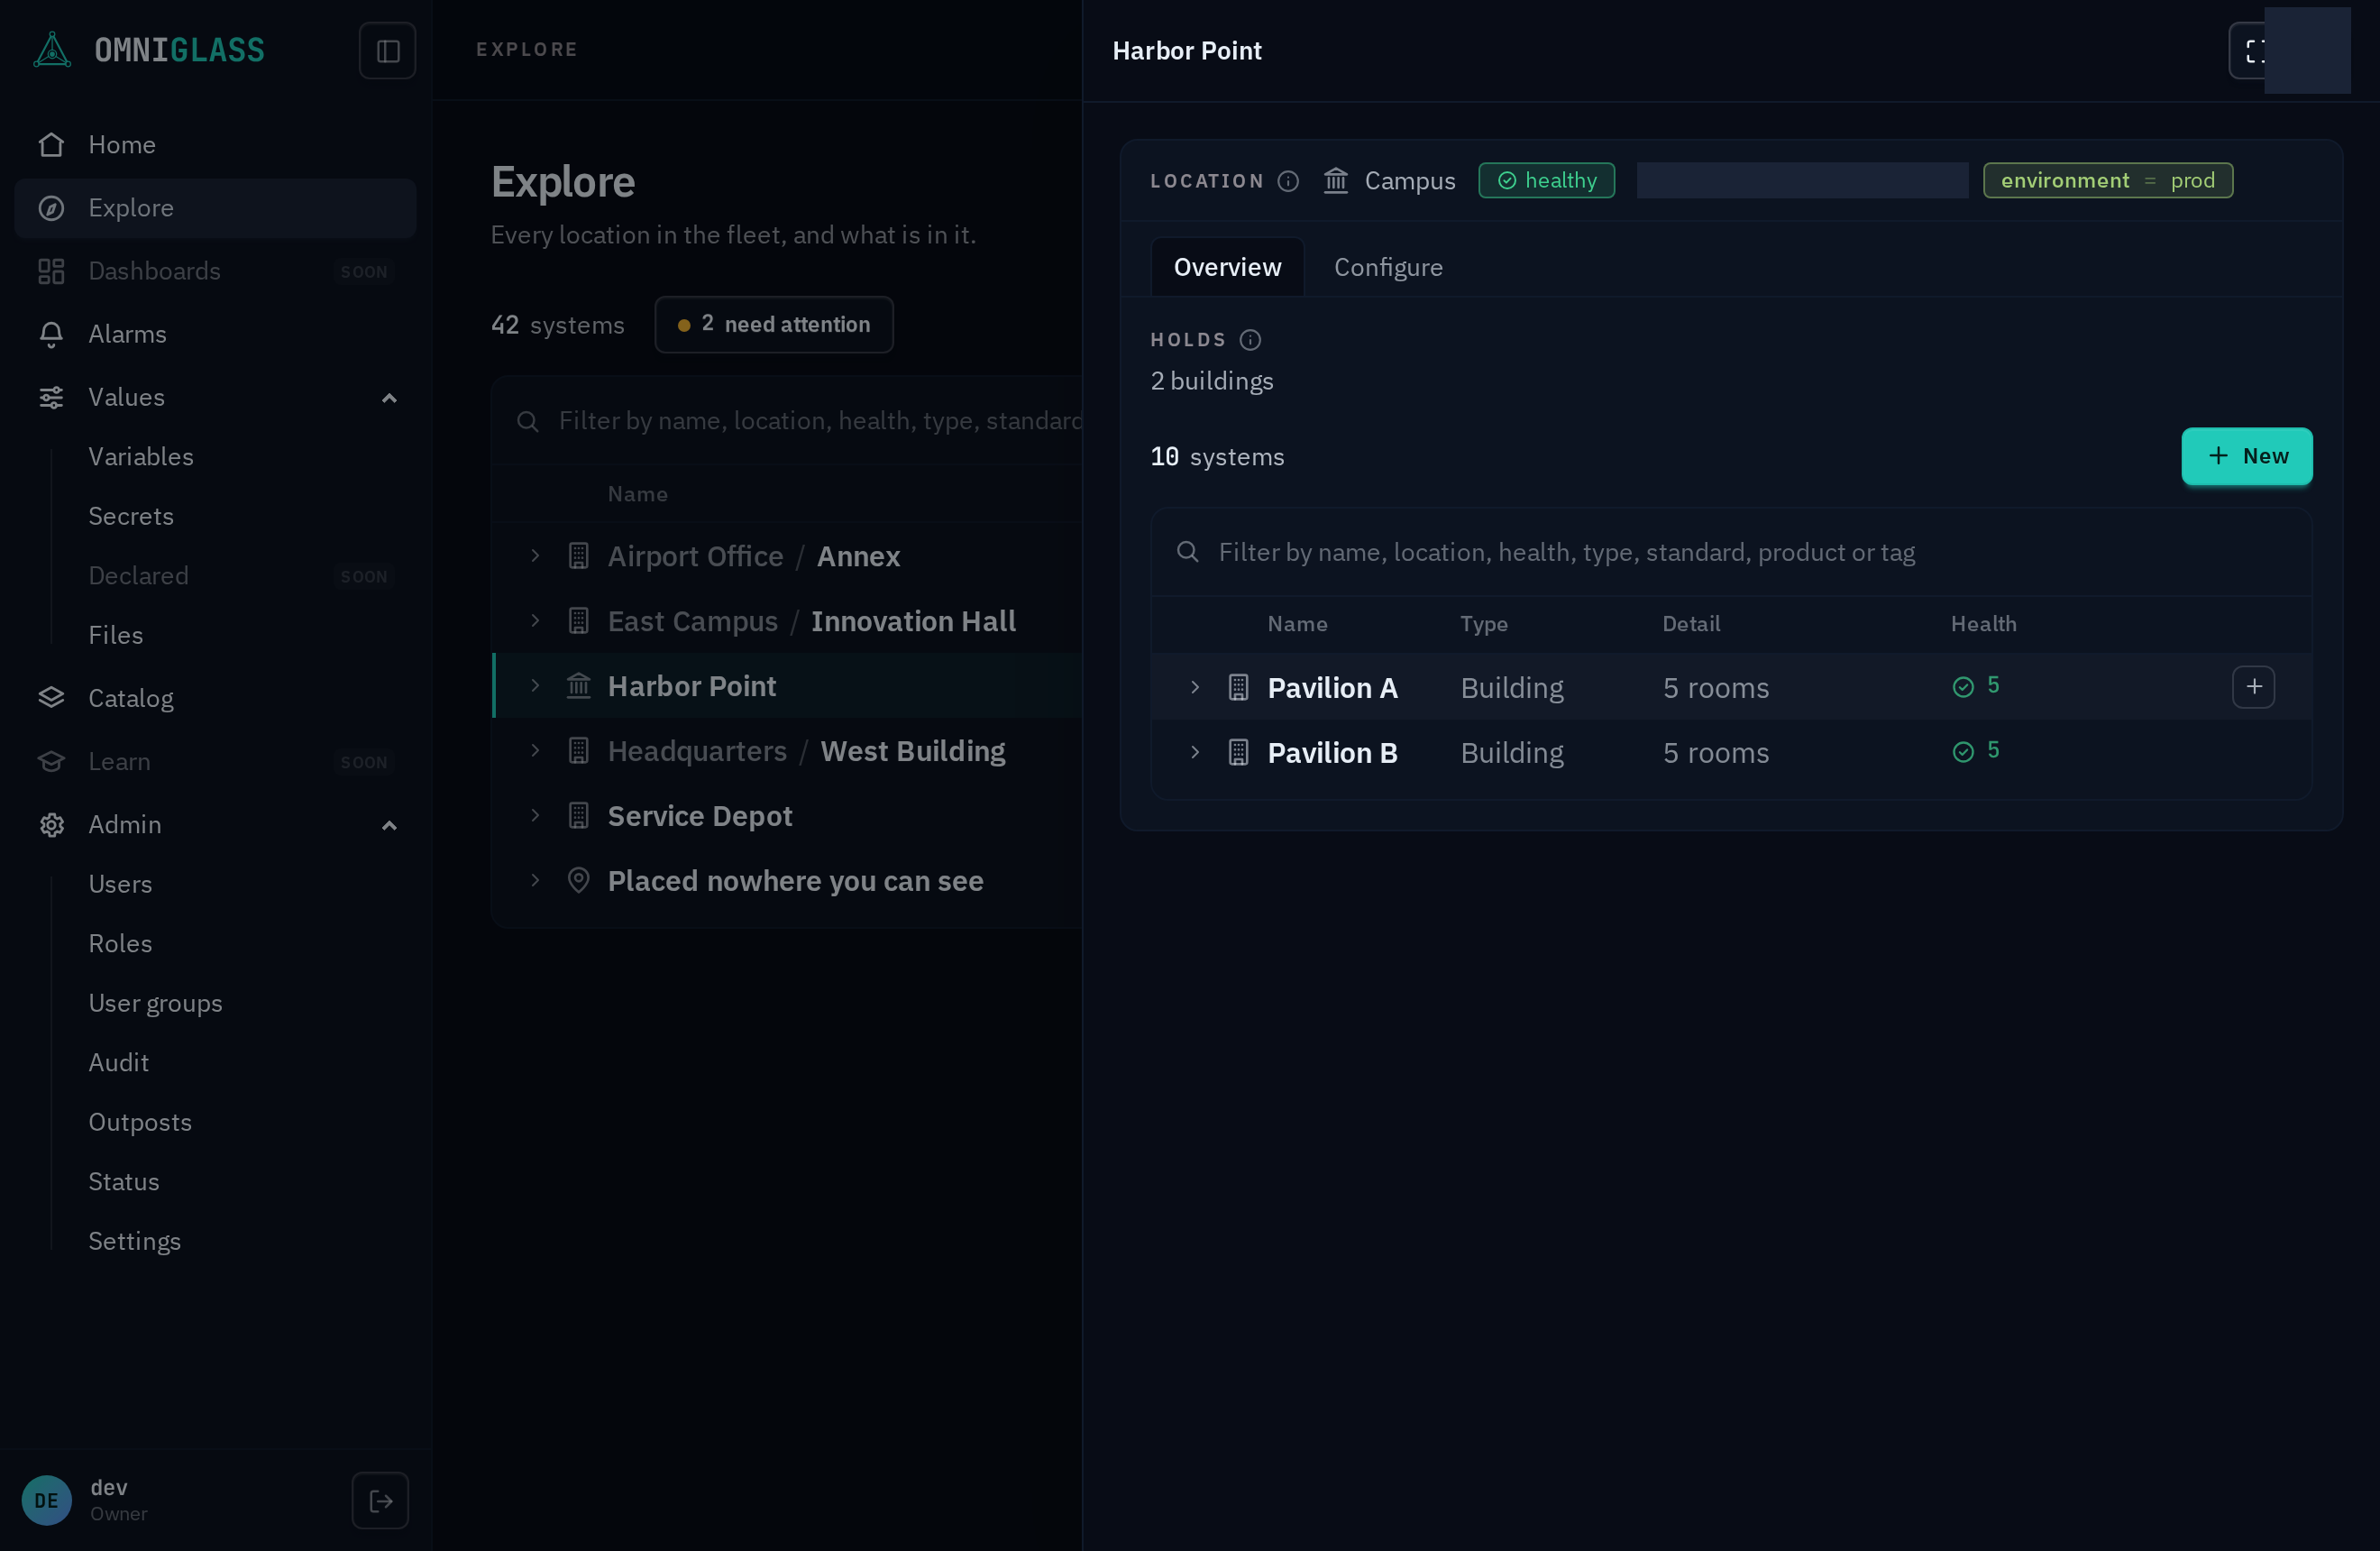 OMNIGLASS
Home
Explore
Dashboards SOON
Alarms
Values
Variables
Secrets
Declared SOON
Files
Catalog
Learn SOON
Admin
Users
Roles
User groups
Audit
Outposts
Status
Settings
DE dev
Owner
EXPLORE
Explore
Every location in the fleet, and what is in it.
42 systems 2 need attention
Filter by name, location, health, type, standard
Name
Airport Office / Annex
East Campus / Innovation Hall
Harbor Point
Headquarters / West Building
Service Depot
Placed nowhere you can see
Harbor Point
LOCATION Campus healthy environment = prod
Overview Configure
HOLDS
2 buildings
10 systems + New
Filter by name, location, health, type, standard, product or tag
Name Type Detail Health
Pavilion A Building 5 rooms 5
Pavilion B Building 5 rooms 5